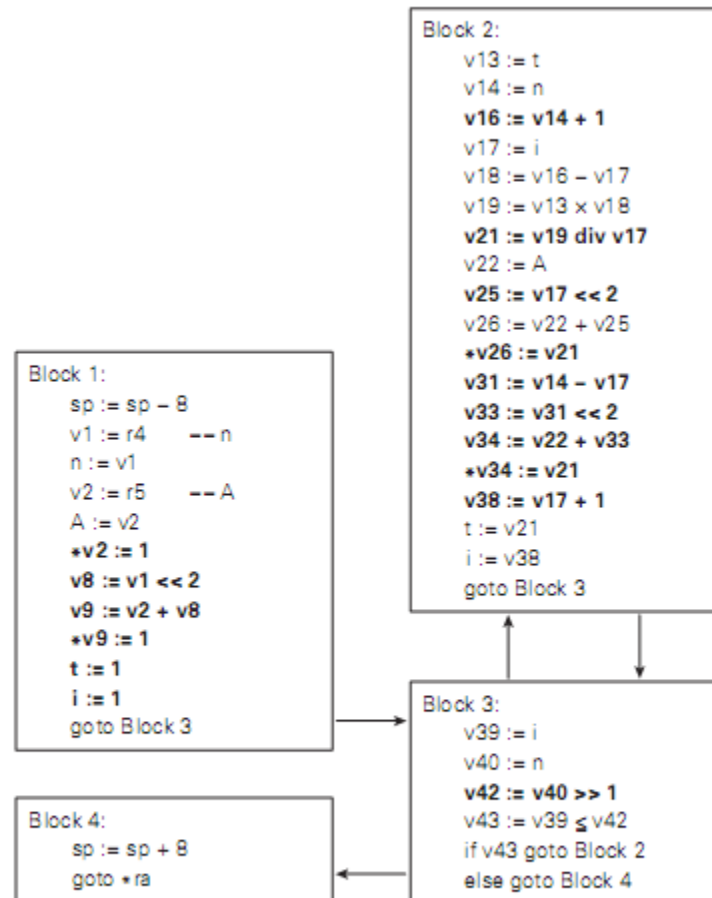 Block 2:
v13 := t
v14 := n
v16 := v14 + 1
v17 := i
v18 := v16 – v17
v19 := v13 × v18
v21 := v19 div v17
v22 := A
v25 := v17 << 2
v26 := v22 + v25
*v26 := v21
v31 := v14 – v17
v33 := v31 << 2
v34 := v22 + v33
*v34 := v21
v38 := v17 + 1
t := v21
i := v38
goto Block 3
Block 1:
sp := sp – 8
v1 := r4 –– n
n := v1
v2 := r5 –– A
A := v2
*v2 := 1
v8 := v1 << 2
v9 := v2 + v8
*v9 := 1
t := 1
i := 1
goto Block 3
Block 3:
v39 := i
v40 := n
v42 := v40 >> 1
v43 := v39 ≤ v42
if v43 goto Block 2
else goto Block 4
Block 4:
sp := sp + 8
goto *ra